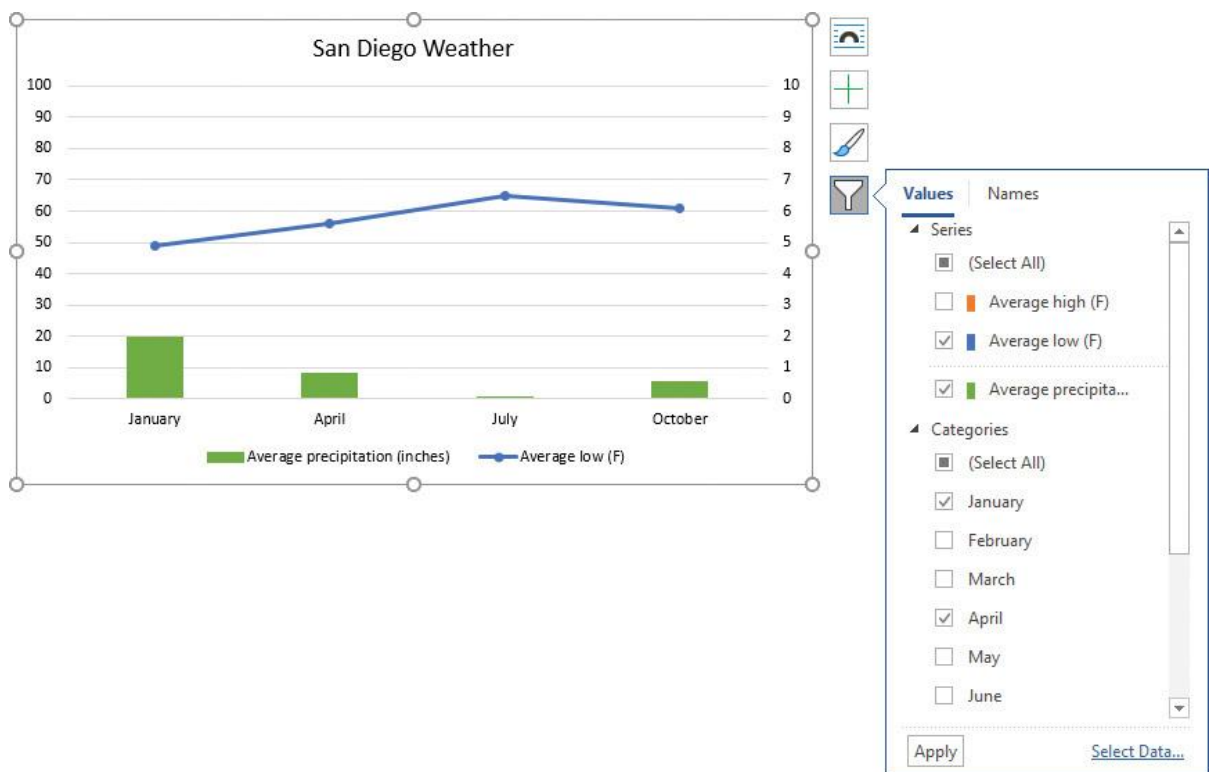 San Diego Weather
100
90
80
70
60
50
40
30
20
10
0
10
9
8
7
6
5
4
3
2
1
0
January April July October
Average precipitation (inches) Average low (F)
Values Names
Series
(Select All)
Average high (F)
Average low (F)
Average precipita...
Categories
(Select All)
January
February
March
April
May
June
Apply Select Data...